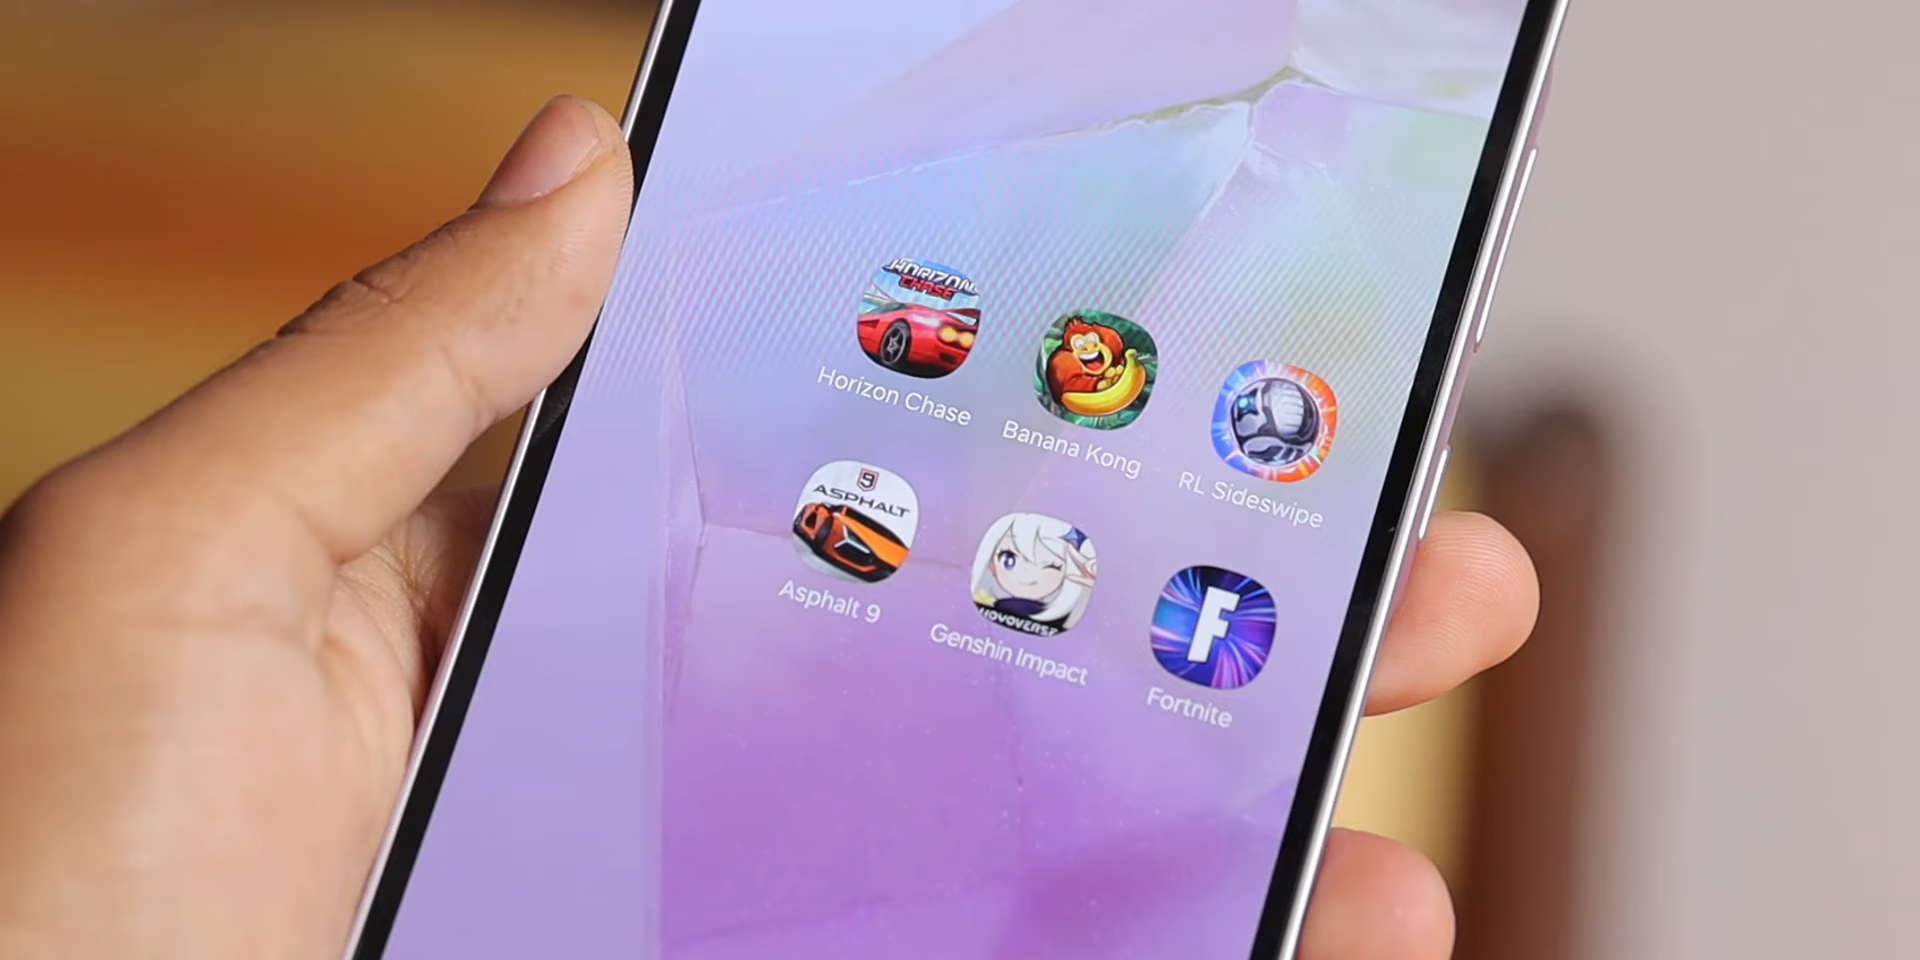 HORIZON
CHASE
Horizon Chase
Banana Kong
RL Sideswipe
9
ASPHALT
Asphalt 9
HOYOVERSE
Genshin Impact
F
Fortnite